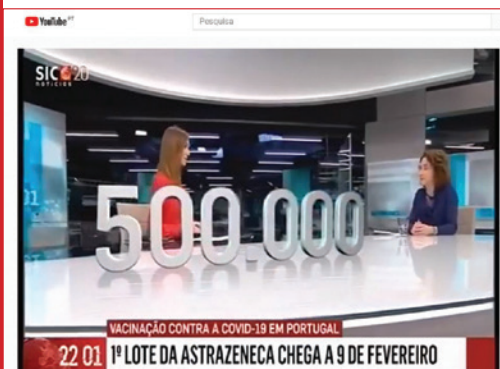 YouTube PT
Pesquisa
SIC 20
NOTÍCIAS
500.000
VACINAÇÃO CONTRA A COVID-19 EM PORTUGAL
22 01 1º LOTE DA ASTRAZENECA CHEGA A 9 DE FEVEREIRO